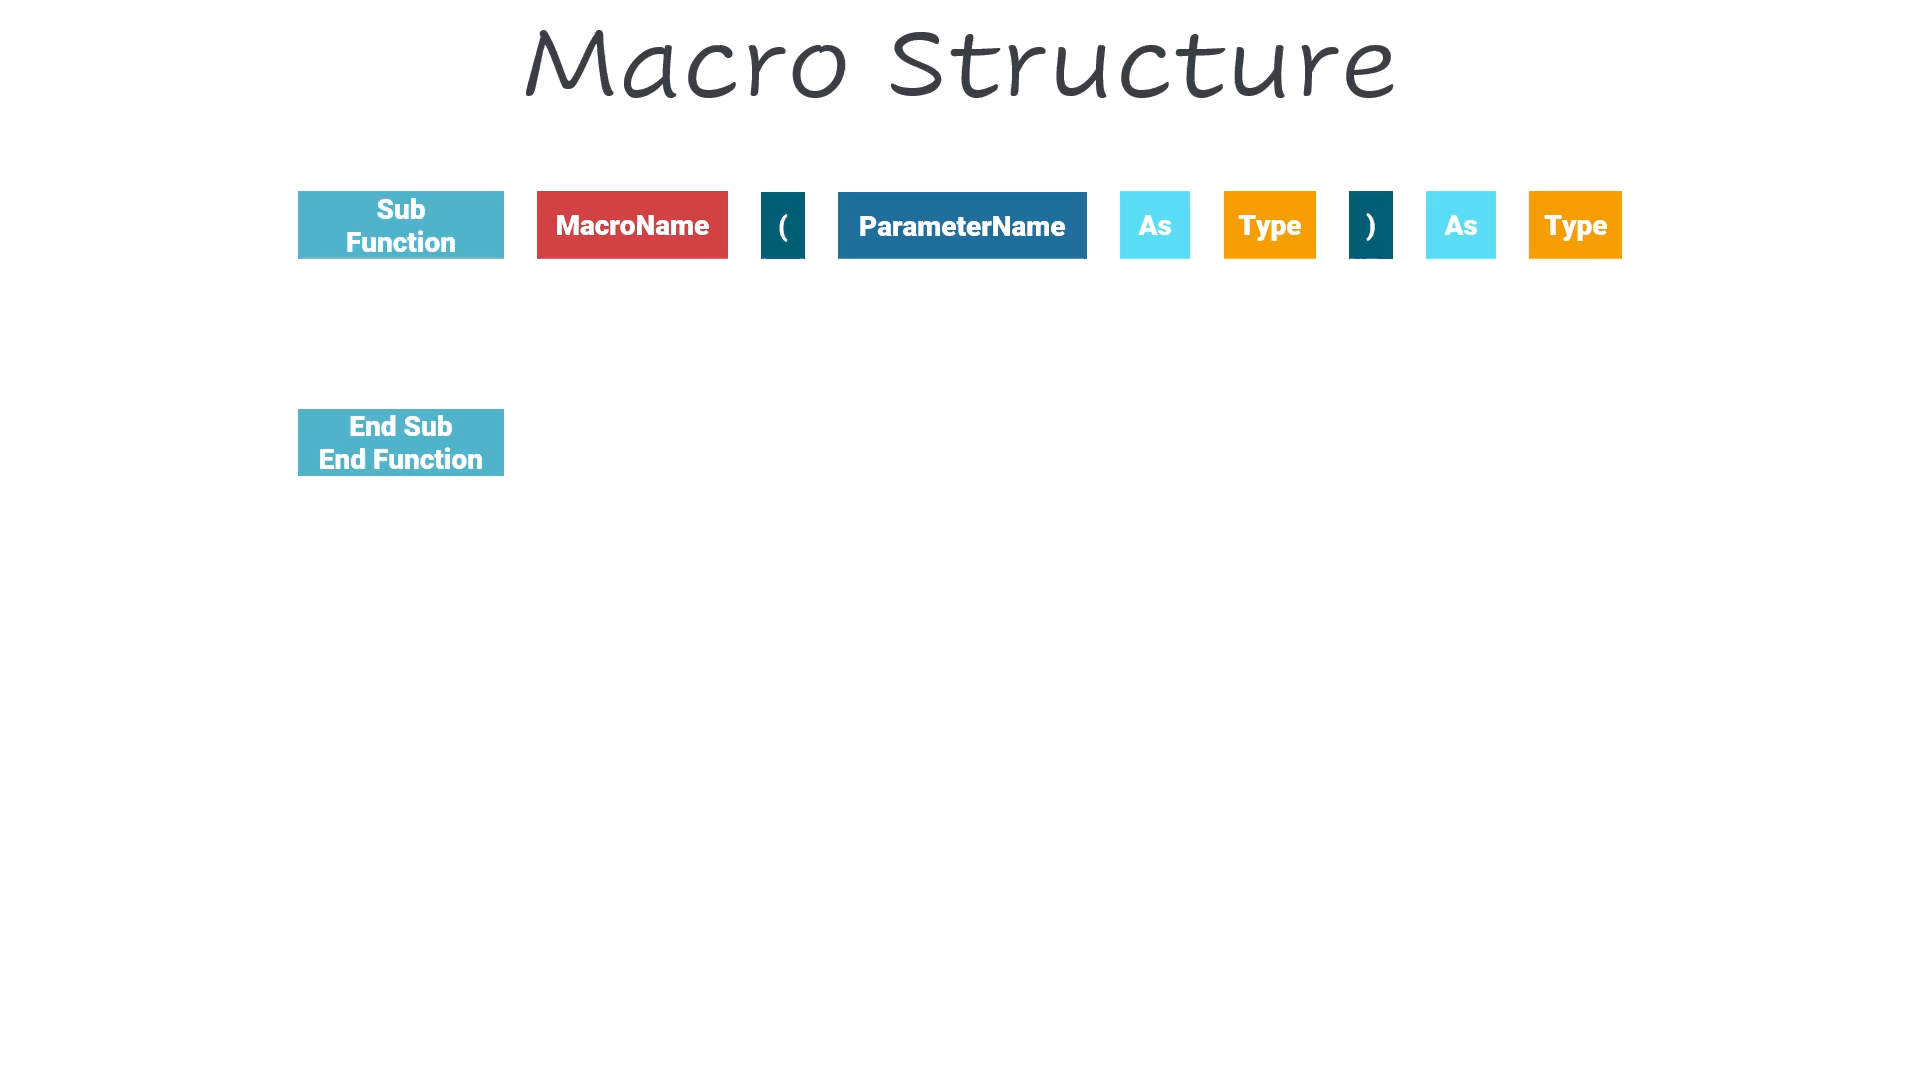 Macro Structure
Sub
Function
MacroName
(
ParameterName
As
Type
)
As
Type
End Sub
End Function